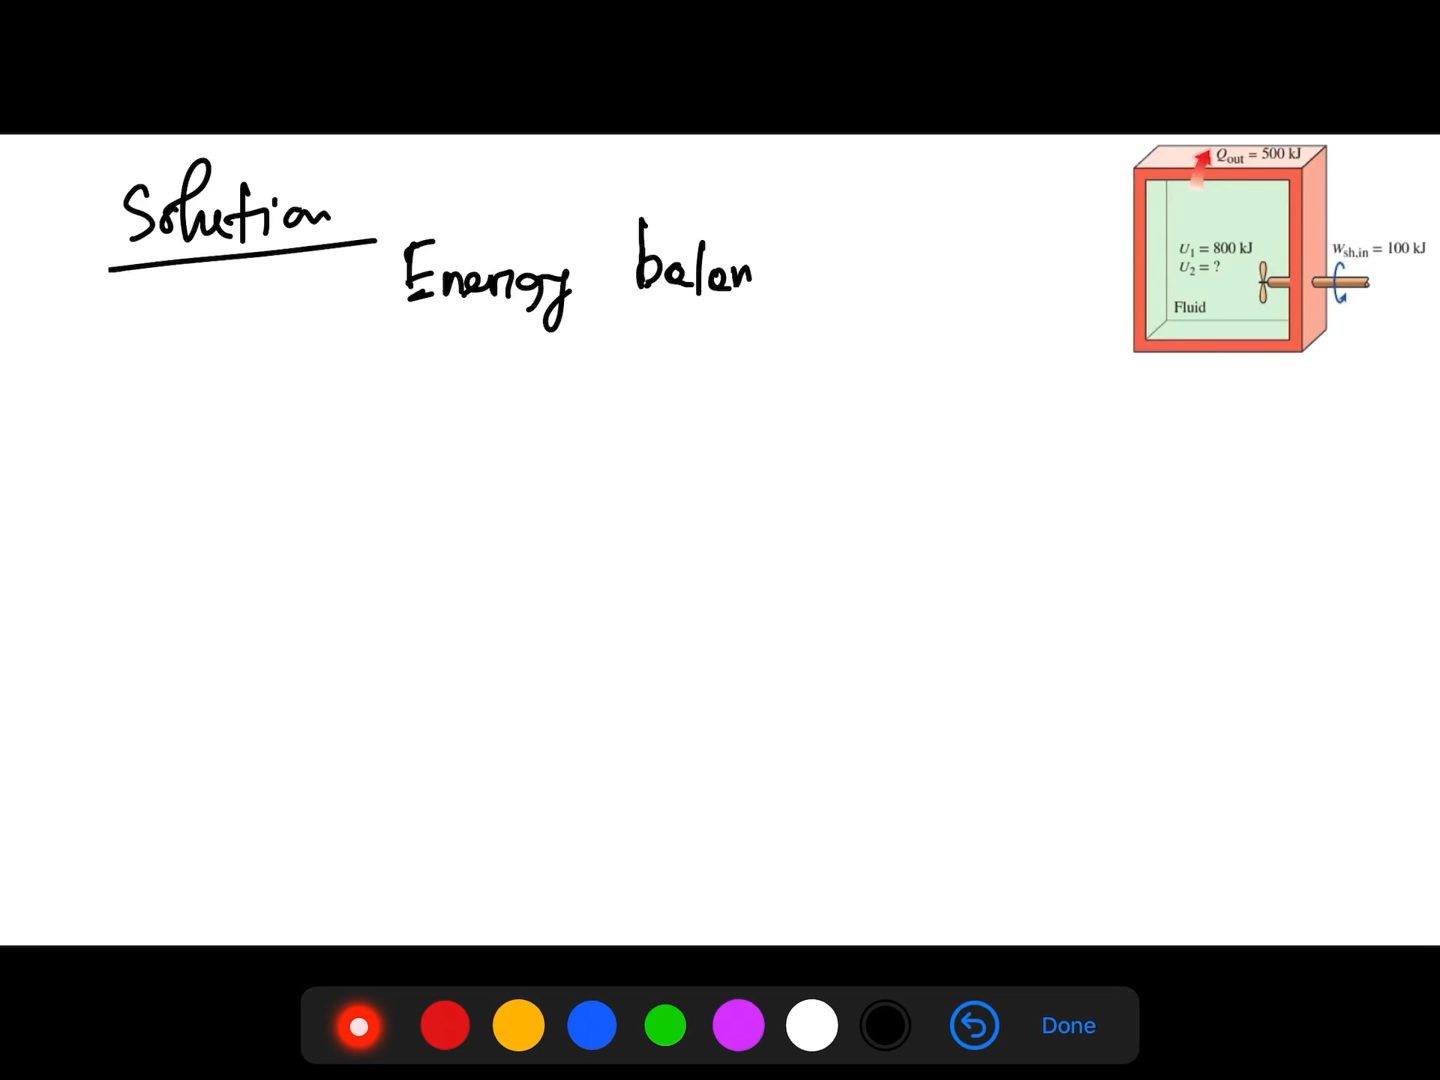 Solution
Energy balan
Qout = 500 kJ
U1 = 800 kJ
U2 = ?
Wsh,in = 100 kJ
Fluid
Done